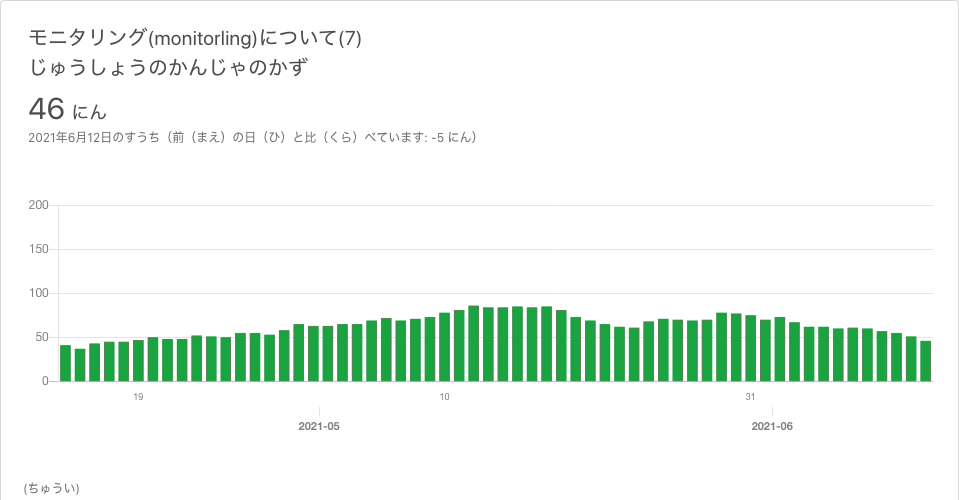 モニタリング(monitorling)について(7)
じゅうしょうのかんじゃのかず
46 にん
2021年6月12日のすうち（前（まえ）の日（ひ）と比（くら）べています: -5 にん）
200
150
100
50
0
19 10 31
2021-05 2021-06
(ちゅうい)